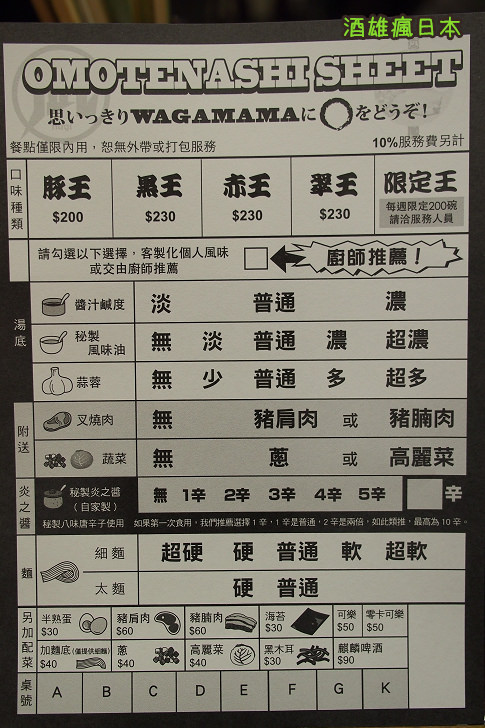 酒雄瘋日本
OMOTENASHI SHEET
思いっきりWAGAMAMAに○をどうぞ!
餐點僅限內用,恕無外帶或打包服務
10%服務費另計
口味種類
豚王 $200
黑王 $230
赤王 $230
翠王 $230
限定王
每週限定200碗
請洽服務人員
請勾選以下選擇,客製化個人風味
或交由廚師推薦
廚師推薦!
湯底
醬汁鹹度 淡 普通 濃
秘製風味油 無 淡 普通 濃 超濃
蒜蓉 無 少 普通 多 超多
附送
叉燒肉 無 豬肩肉 或 豬腩肉
蔬菜 無 蔥 或 高麗菜
炎之醬
秘製炎之醬
(自家製)
無 1辛 2辛 3辛 4辛 5辛 辛
秘製八味唐辛子使用 如果第一次食用,我們推薦選擇1辛,1辛是普通,2辛是兩倍,如此類推,最高為10辛。
麵
細麵 超硬 硬 普通 軟 超軟
太麵 硬 普通
另加配菜
半熟蛋 $30
豬肩肉 $60
豬腩肉 $60
海苔 $30
可樂 $50
零卡可樂 $50
加麵底(僅提供細麵) $40
蔥 $40
高麗菜 $40
黑木耳 $30
麒麟啤酒 $90
桌號 A B C D E F G K